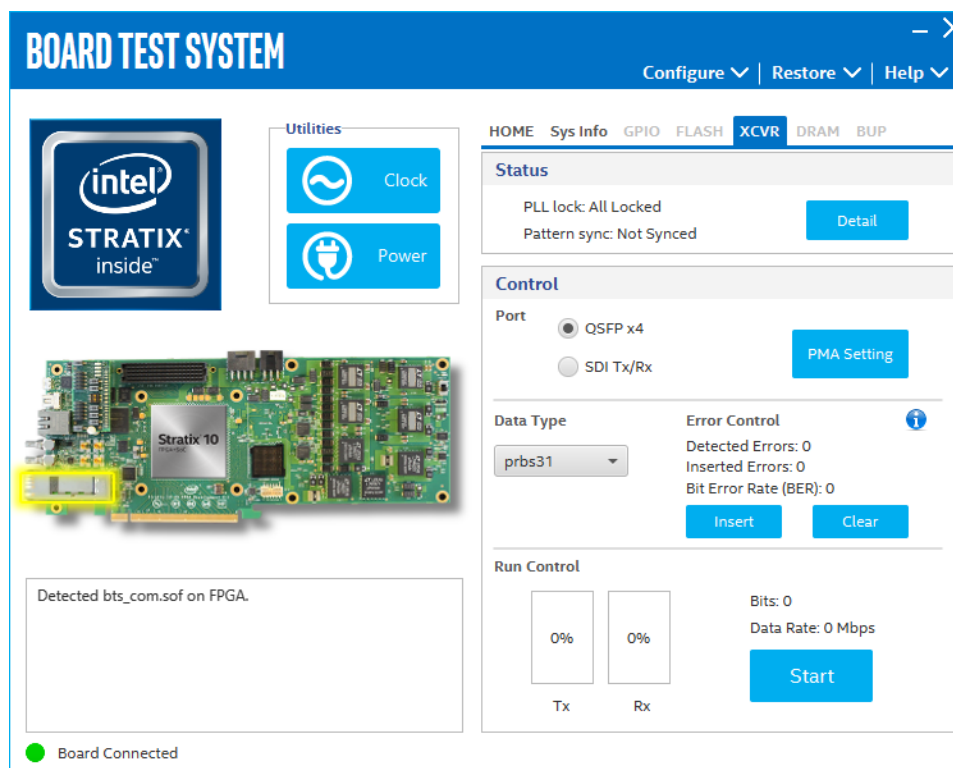 BOARD TEST SYSTEM
Configure | Restore | Help
intel
STRATIX®
inside™
Utilities
Clock
Power
HOME Sys Info GPIO FLASH XCVR DRAM BUP
Status
PLL lock: All Locked
Pattern sync: Not Synced
Detail
Control
Port
QSFP x4
SDI Tx/Rx
PMA Setting
Data Type
prbs31
Error Control
Detected Errors: 0
Inserted Errors: 0
Bit Error Rate (BER): 0
Insert
Clear
Stratix 10
Run Control
0%
0%
Tx
Rx
Bits: 0
Data Rate: 0 Mbps
Start
Detected bts_com.sof on FPGA.
Board Connected